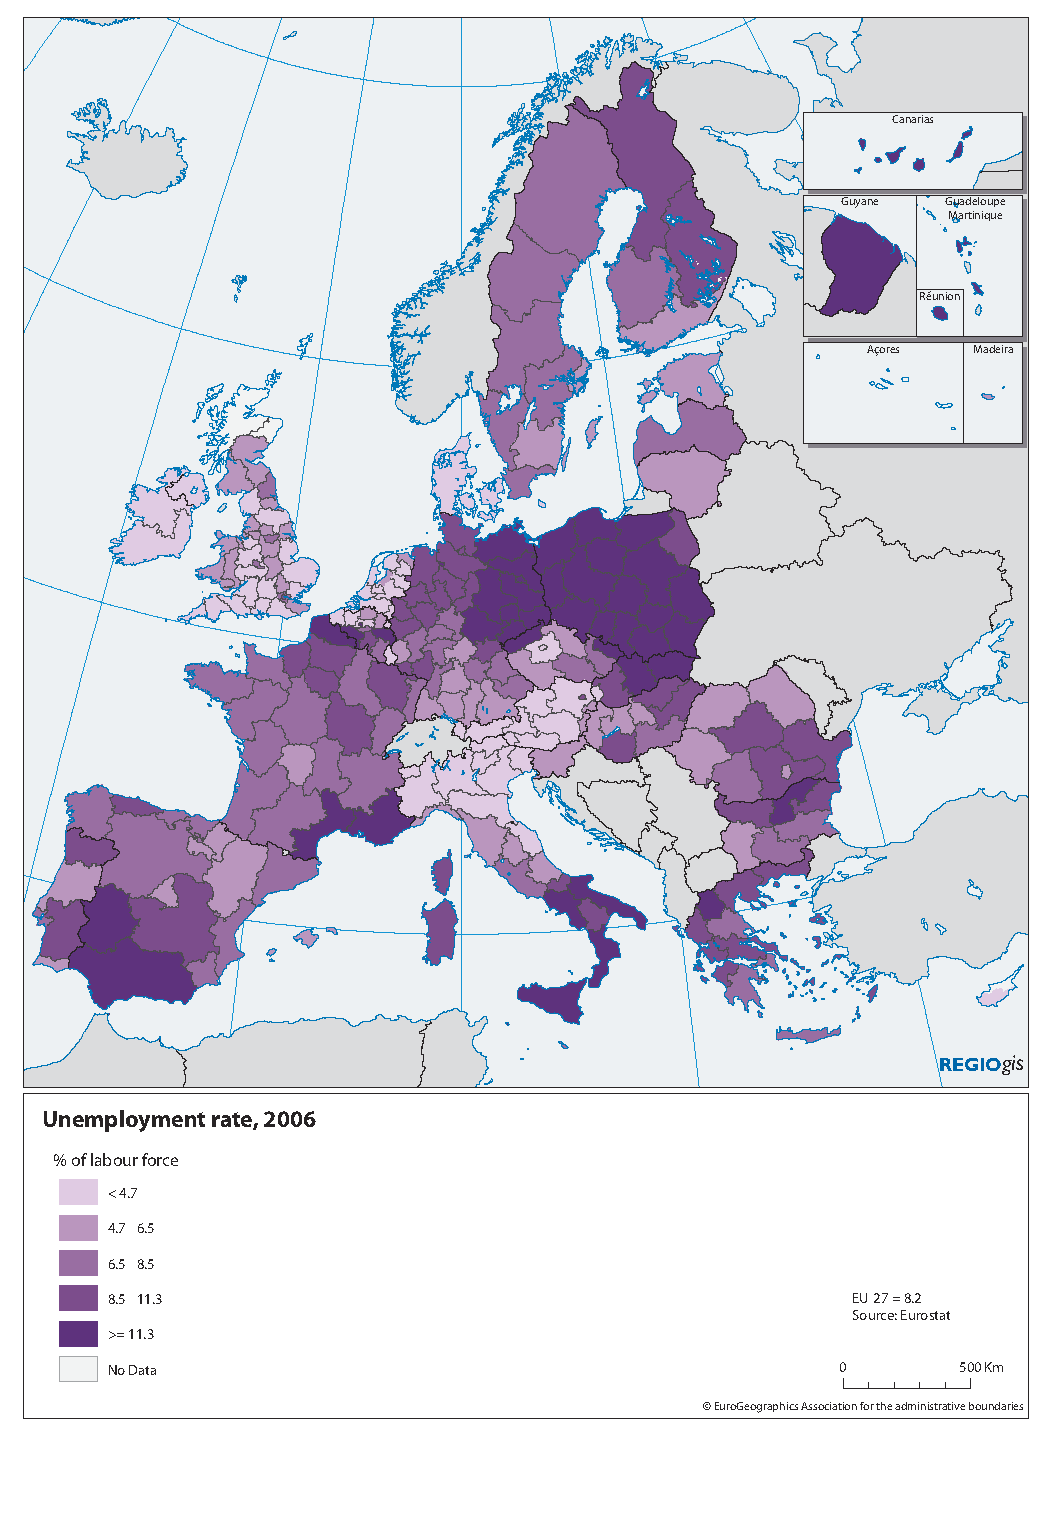 Canarias
Guyane
Guadeloupe
Martinique
Réunion
Açores
Madeira
REGIOgis
Unemployment rate, 2006
% of labour force
< 4.7
4.7 6.5
6.5 8.5
8.5 11.3
>= 11.3
No Data
EU 27 = 8.2
Source: Eurostat
0 500 Km
© EuroGeographics Association for the administrative boundaries